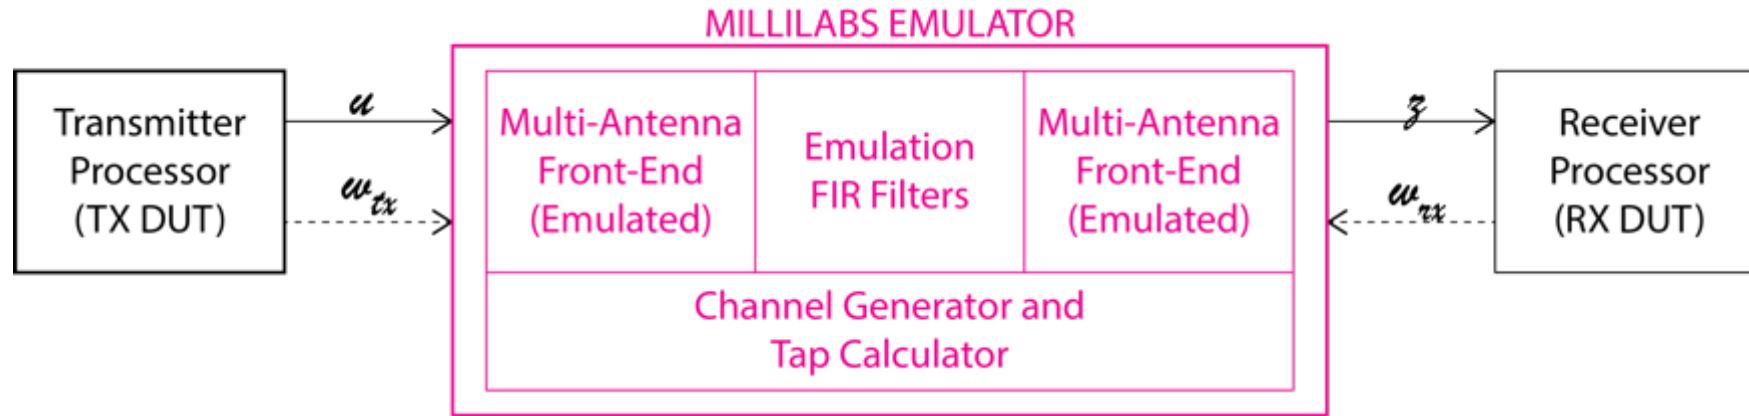 MILLILABS EMULATOR
Transmitter
Processor
(TX DUT)
u
w_tx
Multi-Antenna
Front-End
(Emulated)
Emulation
FIR Filters
Multi-Antenna
Front-End
(Emulated)
Channel Generator and
Tap Calculator
z
w_rx
Receiver
Processor
(RX DUT)